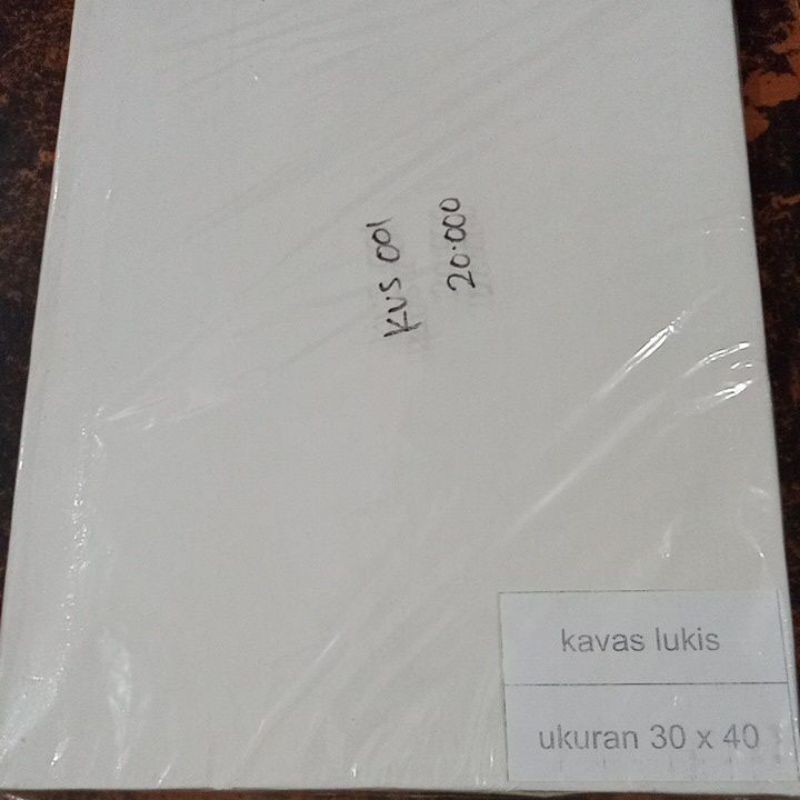 KVS 001
20.000
kavas lukis
ukuran 30 x 40